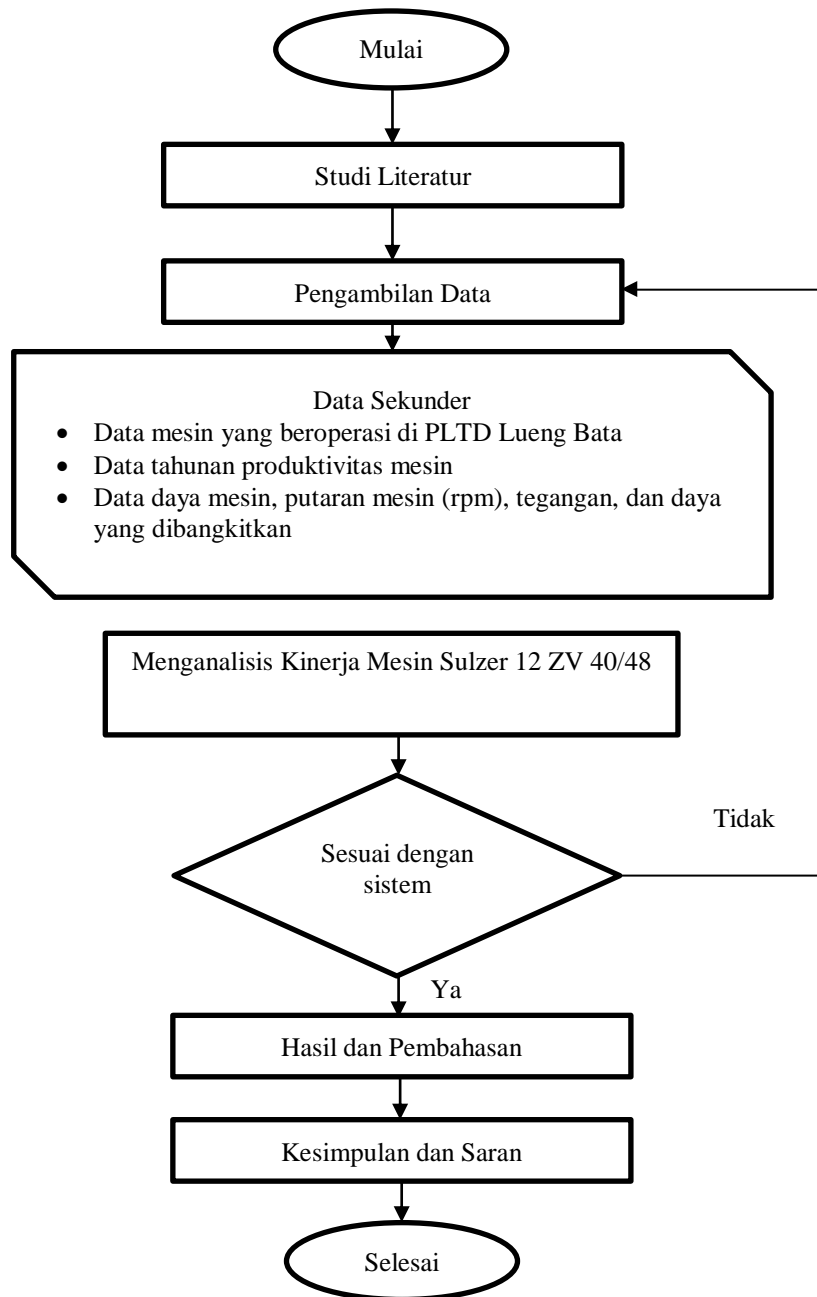 Mulai
Studi Literatur
Pengambilan Data
Data Sekunder
• Data mesin yang beroperasi di PLTD Lueng Bata
• Data tahunan produktivitas mesin
• Data daya mesin, putaran mesin (rpm), tegangan, dan daya
yang dibangkitkan
Menganalisis Kinerja Mesin Sulzer 12 ZV 40/48
Sesuai dengan
sistem
Tidak
Ya
Hasil dan Pembahasan
Kesimpulan dan Saran
Selesai